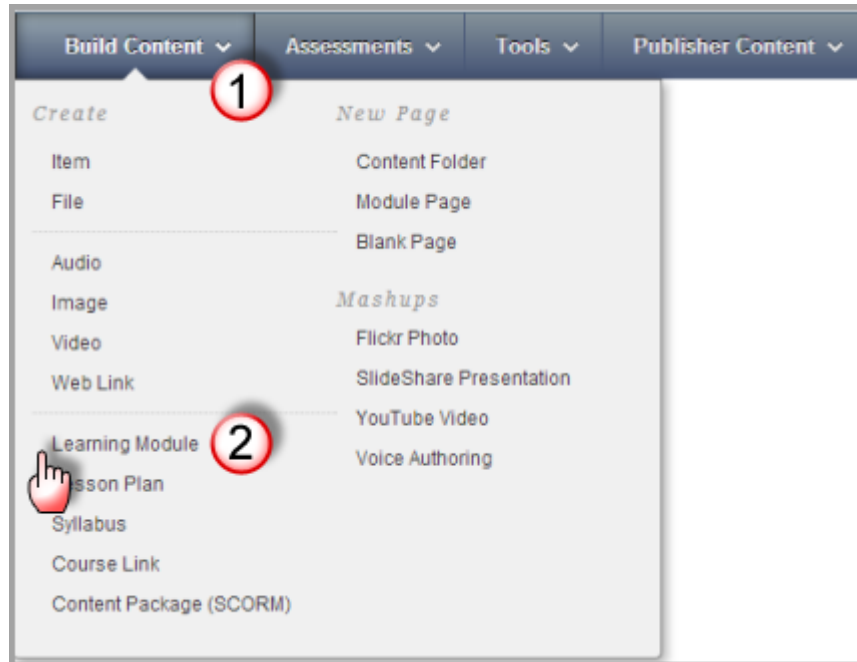 Build Content Assessments Tools Publisher Content
1
Create
Item
File
Audio
Image
Video
Web Link
Learning Module
2
Lesson Plan
Syllabus
Course Link
Content Package (SCORM)
New Page
Content Folder
Module Page
Blank Page
Mashups
Flickr Photo
SlideShare Presentation
YouTube Video
Voice Authoring